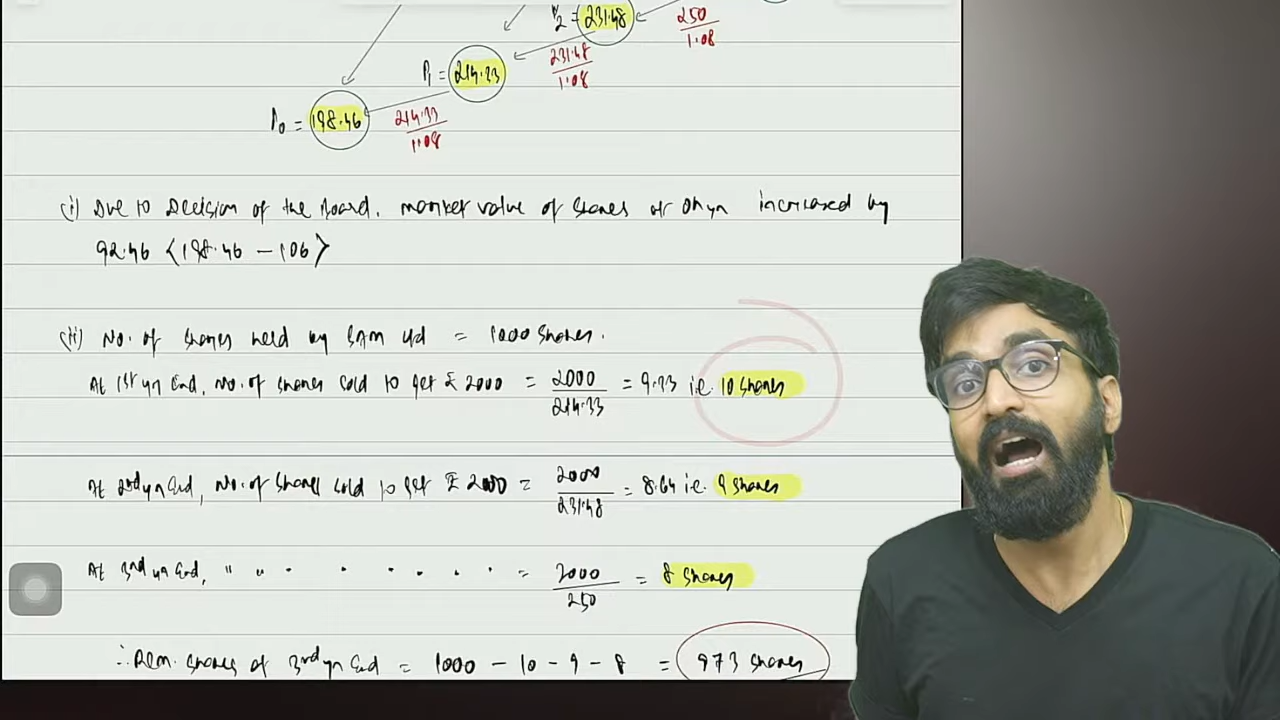 P2 = 231.48
250
1.08
P1 = 214.33
231.48
1.08
P0 = 198.46
214.33
1.08
(i) Due to Decision of the Board, market value of shares of Onyx increased by
92.46 <198.46 - 106>
(ii) No. of shares held by SAM Ltd = 1000 shares.
At 1st yr End, No. of shares sold to get ₹ 2000 = 2000 / 214.33 = 9.33 i.e. 10 shares
At 2nd yr End, No. of shares sold to get ₹ 2000 = 2000 / 231.48 = 8.64 i.e. 9 shares
At 3rd yr End, " " . . . . . . . = 2000 / 250 = 8 shares
∴ Rem. shares of 3rd yr End = 1000 - 10 - 9 - 8 = 973 shares